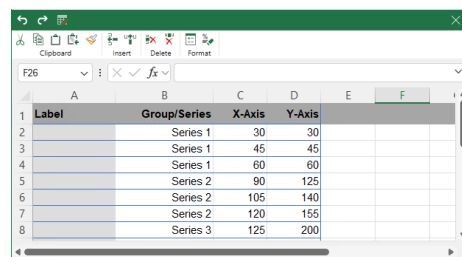 Clipboard Insert Delete Format
F26 fx
A B C D E F
1 Label Group/Series X-Axis Y-Axis
2 Series 1 30 30
3 Series 1 45 45
4 Series 1 60 60
5 Series 2 90 125
6 Series 2 105 140
7 Series 2 120 155
8 Series 3 125 200